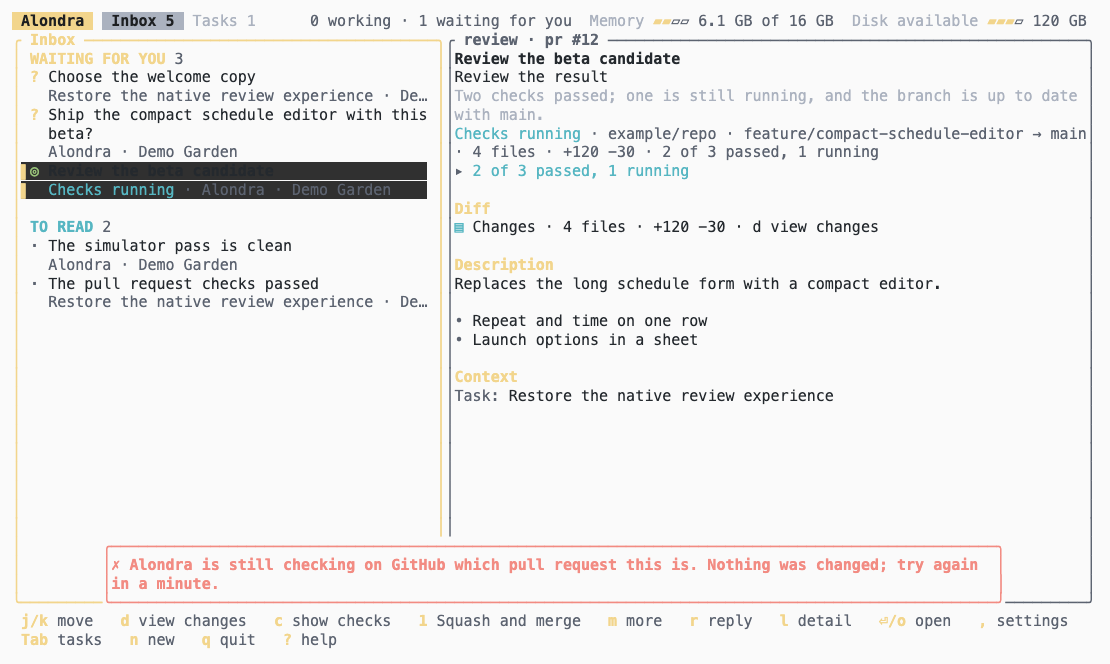 Alondra  Inbox 5  Tasks 1  0 working · 1 waiting for you  Memory ▰▰▱▱ 6.1 GB of 16 GB  Disk available ▰▰▰▱ 120 GB
Inbox
WAITING FOR YOU 3
? Choose the welcome copy
Restore the native review experience · De…
? Ship the compact schedule editor with this
beta?
Alondra · Demo Garden
◎ Review the beta candidate
Checks running · Alondra · Demo Garden
TO READ 2
· The simulator pass is clean
Alondra · Demo Garden
· The pull request checks passed
Restore the native review experience · De…
review · pr #12
Review the beta candidate
Review the result
Two checks passed; one is still running, and the branch is up to date
with main.
Checks running · example/repo · feature/compact-schedule-editor → main
· 4 files · +120 −30 · 2 of 3 passed, 1 running
▸ 2 of 3 passed, 1 running
Diff
▤ Changes · 4 files · +120 −30 · d view changes
Description
Replaces the long schedule form with a compact editor.
• Repeat and time on one row
• Launch options in a sheet
Context
Task: Restore the native review experience
✗ Alondra is still checking on GitHub which pull request this is. Nothing was changed; try again
in a minute.
j/k move  d view changes  c show checks  1 Squash and merge  m more  r reply  l detail  ⏎/o open  , settings
Tab tasks  n new  q quit  ? help